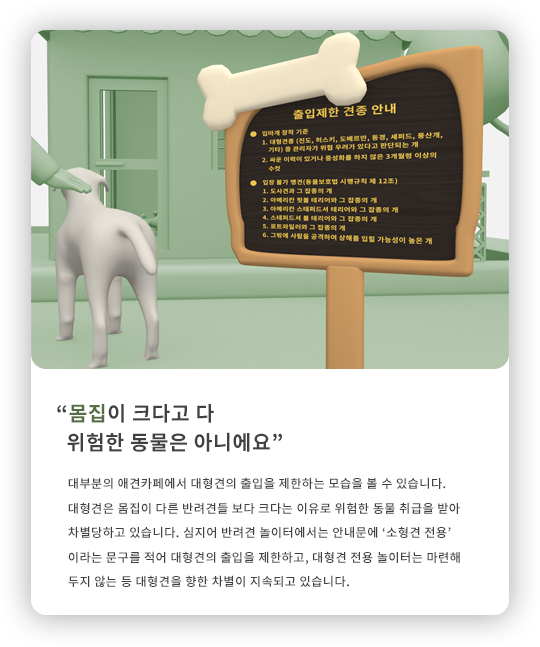 출입제한 견종 안내
● 입마개 장착 기준
1. 대형견종 (진도, 허스키, 도베르만, 동경, 셰퍼드, 풍산개,
기타) 중 관리자가 위험 우려가 있다고 판단되는 개
2. 싸운 이력이 있거나 중성화를 하지 않은 3개월령 이상의
수컷
● 입장 불가 맹견(동물보호법 시행규칙 제 12조)
1. 도사견과 그 잡종의 개
2. 아메리칸 핏불 테리어와 그 잡종의 개
3. 아메리칸 스태퍼드셔 테리어와 그 잡종의 개
4. 스태퍼드셔 불 테리어와 그 잡종의 개
5. 로트와일러와 그 잡종의 개
6. 그밖에 사람을 공격하여 상해를 입힐 가능성이 높은 개
“몸집이 크다고 다
위험한 동물은 아니에요”
대부분의 애견카페에서 대형견의 출입을 제한하는 모습을 볼 수 있습니다.
대형견은 몸집이 다른 반려견들 보다 크다는 이유로 위험한 동물 취급을 받아
차별당하고 있습니다. 심지어 반려견 놀이터에서는 안내문에 ‘소형견 전용’
이라는 문구를 적어 대형견의 출입을 제한하고, 대형견 전용 놀이터는 마련해
두지 않는 등 대형견을 향한 차별이 지속되고 있습니다.